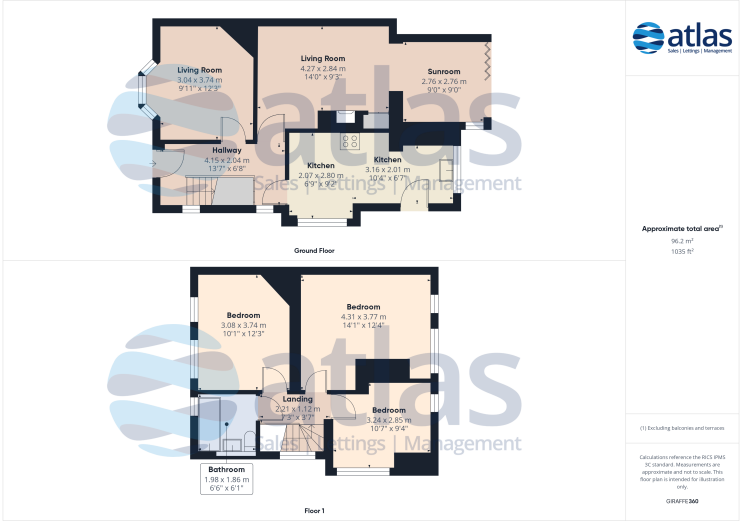 Living Room
3.04 x 3.74 m
9'11" x 12'3"
Living Room
4.27 x 2.84 m
14'0" x 9'3"
Sunroom
2.76 x 2.76 m
9'0" x 9'0"
Hallway
4.15 x 2.04 m
13'7" x 6'8"
Kitchen
2.07 x 2.80 m
6'9" x 9'2"
Kitchen
3.16 x 2.01 m
10'4" x 6'7"
atlas
Sales | Lettings | Management
Ground Floor
Bedroom
3.08 x 3.74 m
10'1" x 12'3"
Bedroom
4.31 x 3.77 m
14'1" x 12'4"
Landing
2.21 x 1.12 m
7'3" x 3'7"
Bedroom
3.24 x 2.85 m
10'7" x 9'4"
Bathroom
1.98 x 1.86 m
6'6" x 6'1"
atlas
Sales | Lettings | Management
Floor 1
atlas
Sales | Lettings | Management
Approximate total area(1)
96.2 m²
1035 ft²
(1) Excluding balconies and terraces
Calculations reference the RICS IPMS
3C standard. Measurements are
approximate and not to scale. This
floor plan is intended for illustration
only.
GIRAFFE360